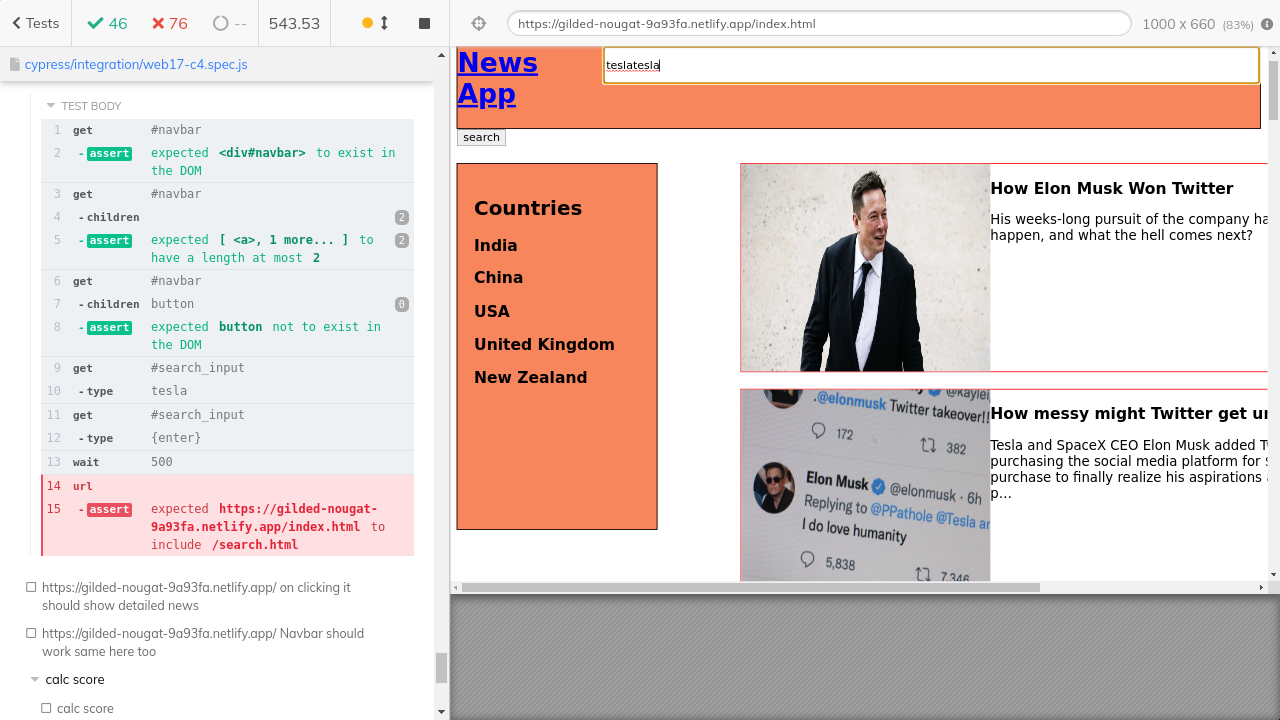 Tests
46
76
--
543.53
https://gilded-nougat-9a93fa.netlify.app/index.html
1000 x 660 (83%)
cypress/integration/web17-c4.spec.js
TEST BODY
1 get #navbar
2 -assert expected <div#navbar> to exist in
the DOM
3 get #navbar
4 -children 2
5 -assert expected [ <a>, 1 more... ] to 2
have a length at most 2
6 get #navbar
7 -children button 0
8 -assert expected button not to exist in
the DOM
9 get #search_input
10 -type tesla
11 get #search_input
12 -type {enter}
13 wait 500
14 url
15 -assert expected https://gilded-nougat-
9a93fa.netlify.app/index.html to
include /search.html
https://gilded-nougat-9a93fa.netlify.app/ on clicking it
should show detailed news
https://gilded-nougat-9a93fa.netlify.app/ Navbar should
work same here too
calc score
calc score
News
App
teslatesla
search
Countries
India
China
USA
United Kingdom
New Zealand
How Elon Musk Won Twitter
His weeks-long pursuit of the company ha
happen, and what the hell comes next?
.@elonmusk Twitter takeover!!
172
382
Elon Musk @elonmusk · 6h
Replying to @PPathole @Tesla an
I do love humanity
5,838
7,346
How messy might Twitter get un
Tesla and SpaceX CEO Elon Musk added Tw
purchasing the social media platform for $
purchase to finally realize his aspirations a
p...